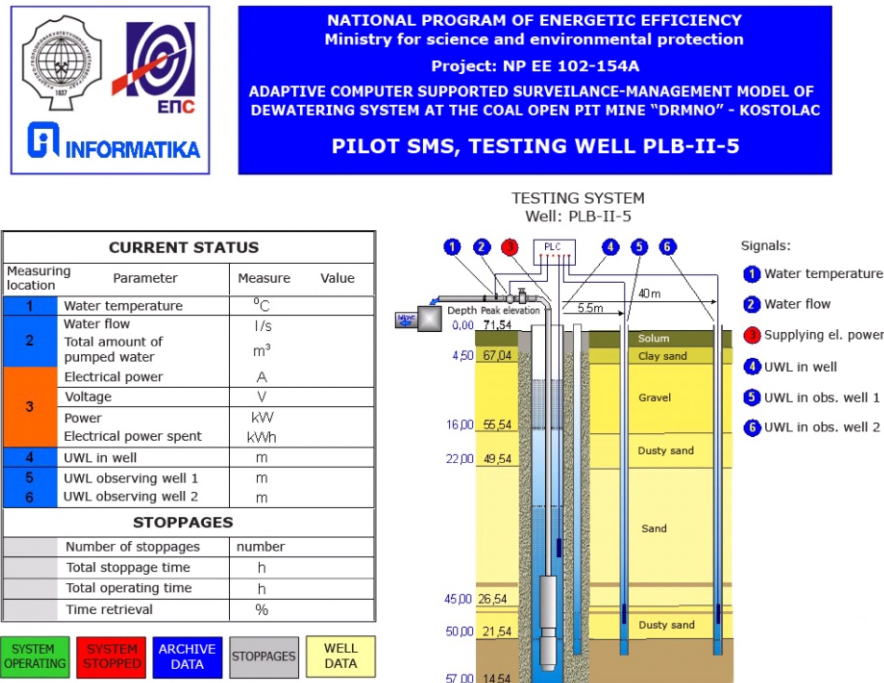 NATIONAL PROGRAM OF ENERGETIC EFFICIENCY
Ministry for science and environmental protection
Project: NP EE 102-154A
ADAPTIVE COMPUTER SUPPORTED SURVEILANCE-MANAGEMENT MODEL OF
DEWATERING SYSTEM AT THE COAL OPEN PIT MINE "DRMNO" - KOSTOLAC
PILOT SMS, TESTING WELL PLB-II-5
1837
ЕПС
INFORMATIKA
TESTING SYSTEM
Well: PLB-II-5
CURRENT STATUS
Measuring location Parameter Measure Value
1 Water temperature ⁰C
2 Water flow l/s
Total amount of pumped water m³
3 Electrical power A
Voltage V
Power kW
Electrical power spent kWh
4 UWL in well m
5 UWL observing well 1 m
6 UWL observing well 2 m
STOPPAGES
Number of stoppages number
Total stoppage time h
Total operating time h
Time retrieval %
SYSTEM OPERATING
SYSTEM STOPPED
ARCHIVE DATA
STOPPAGES
WELL DATA
1 2 3 PLC 4 5 6
40m
5.5m
Depth Peak elevation
0,00 71,54
Solum
4,50 67,04
Clay sand
Gravel
16,00 55,54
Dusty sand
22,00 49,54
Sand
45,00 26,54
Dusty sand
50,00 21,54
57,00 14,54
Signals:
1 Water temperature
2 Water flow
3 Supplying el. power
4 UWL in well
5 UWL in obs. well 1
6 UWL in obs. well 2